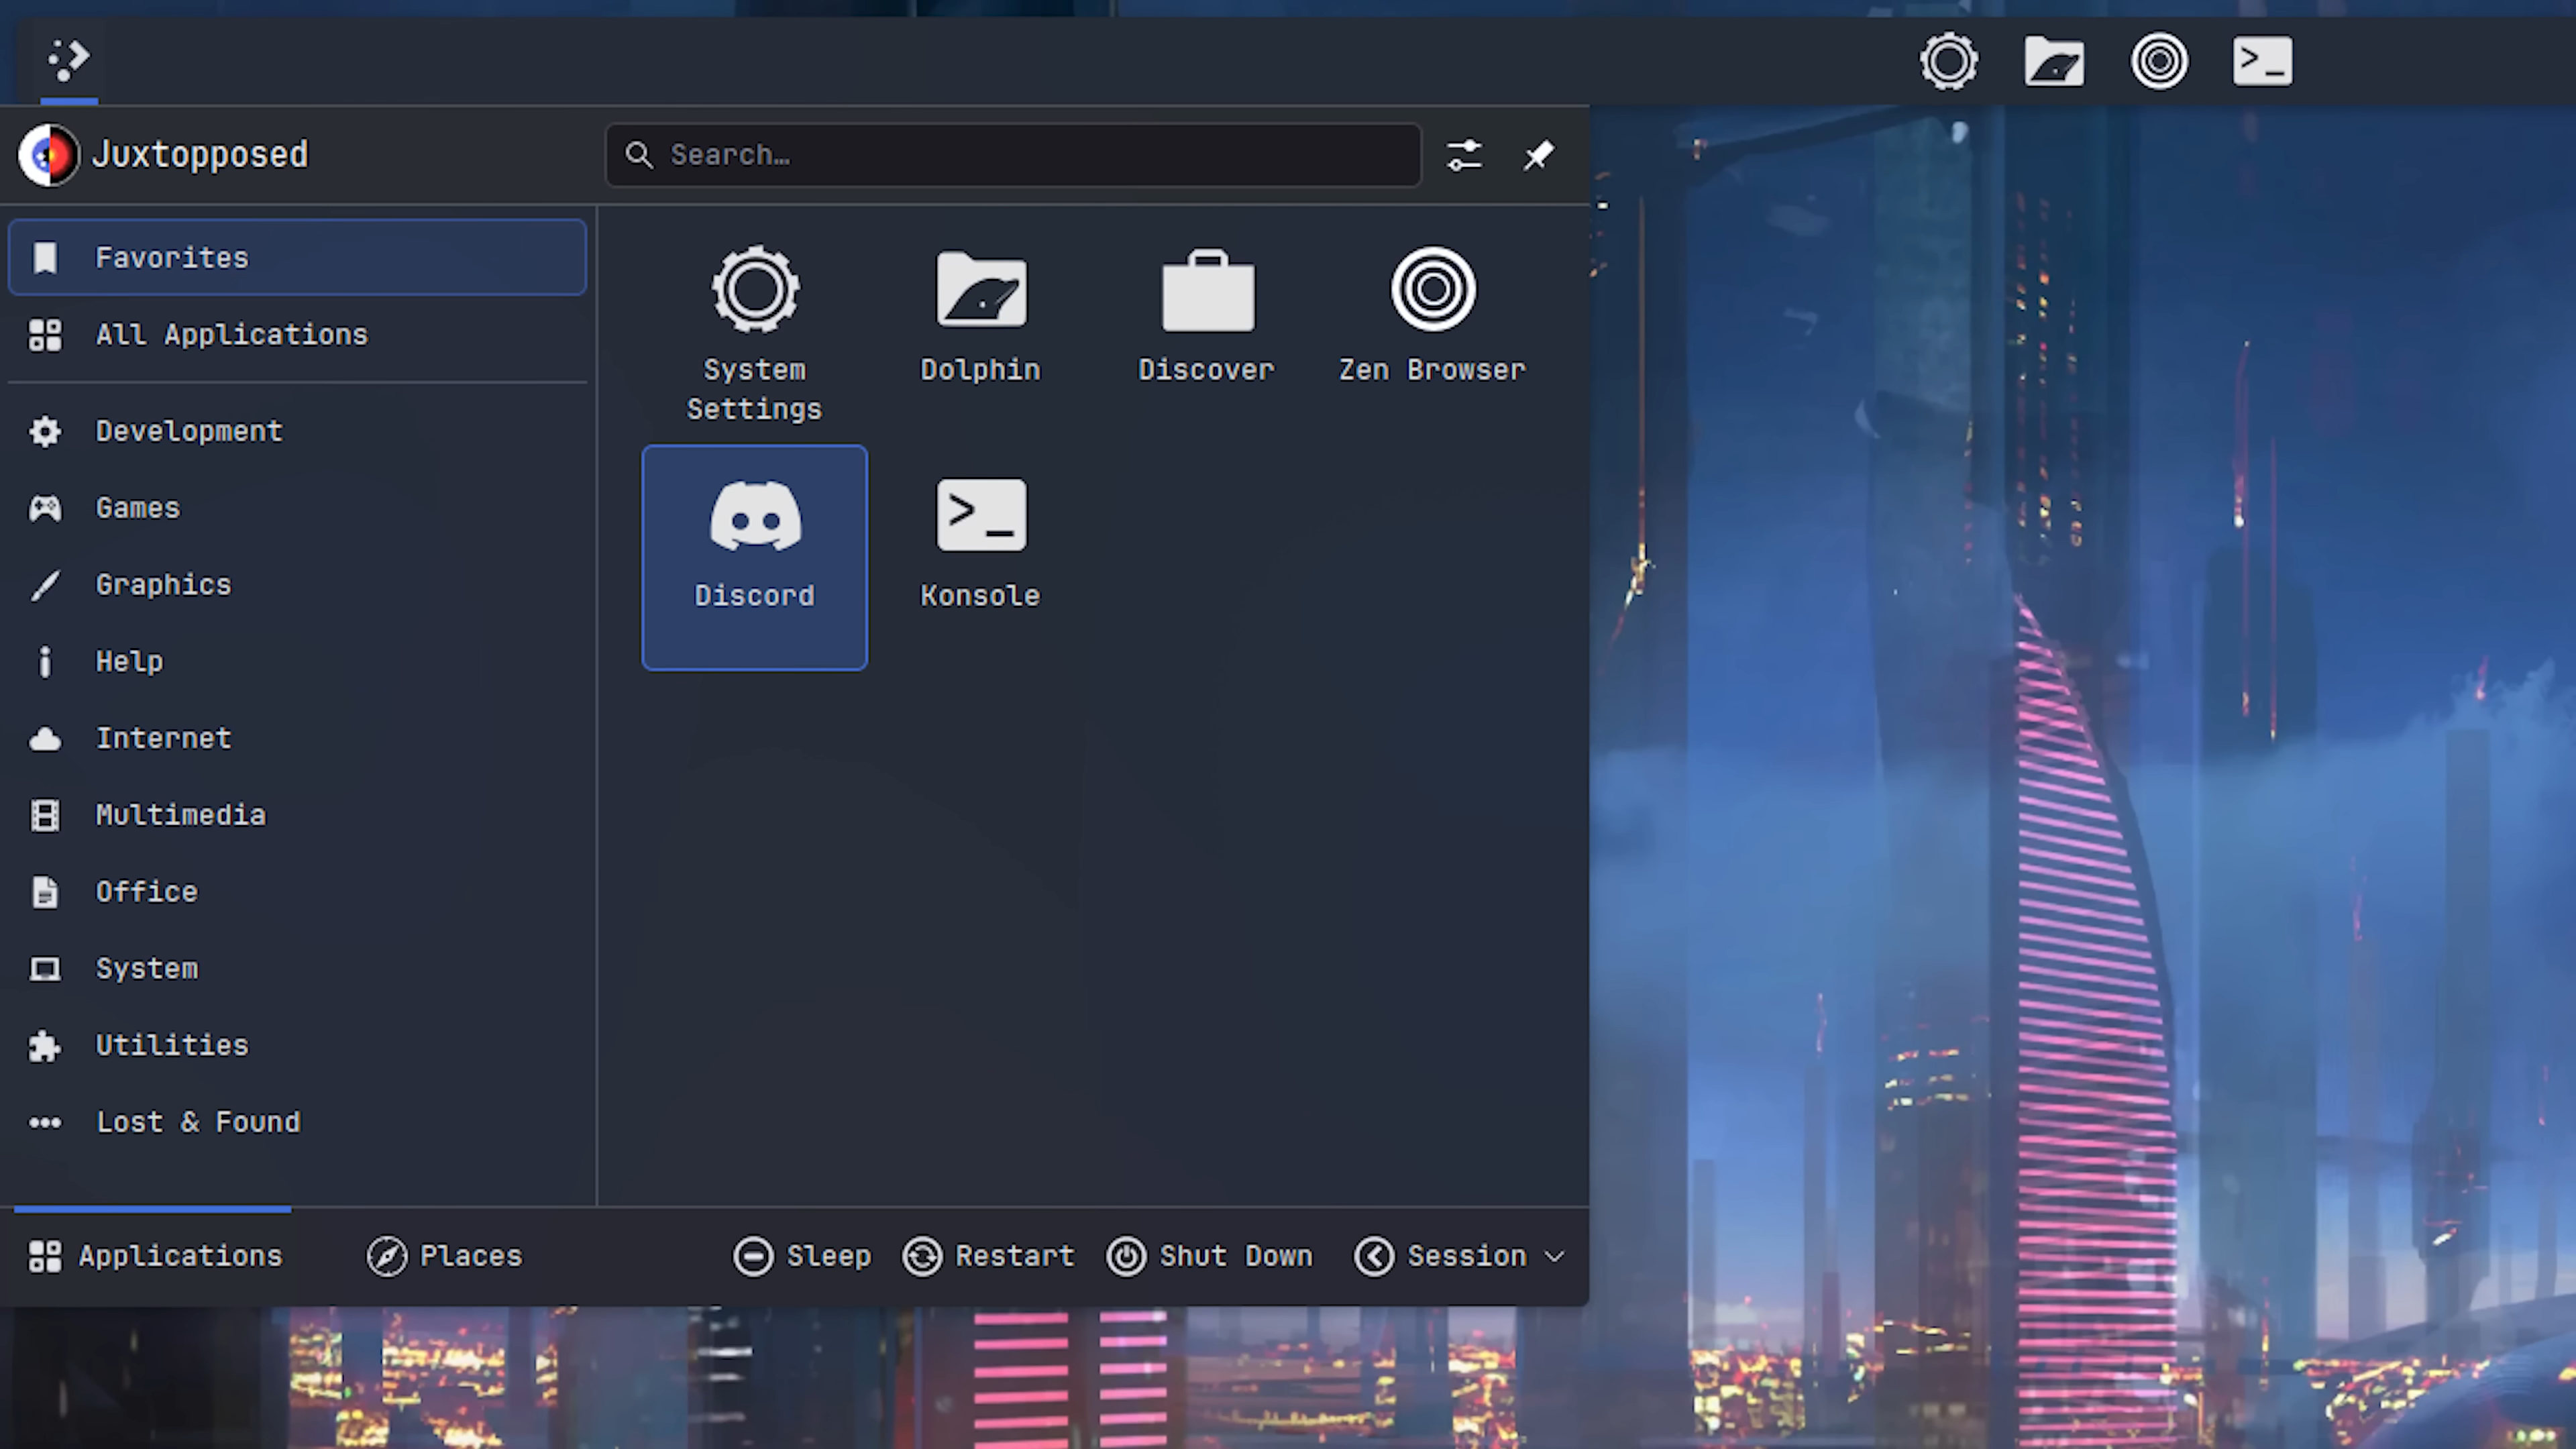 Juxtopposed
Search…
Favorites
All Applications
Development
Games
Graphics
Help
Internet
Multimedia
Office
System
Utilities
Lost & Found
System
Settings
Dolphin
Discover
Zen Browser
Discord
Konsole
Applications
Places
Sleep
Restart
Shut Down
Session